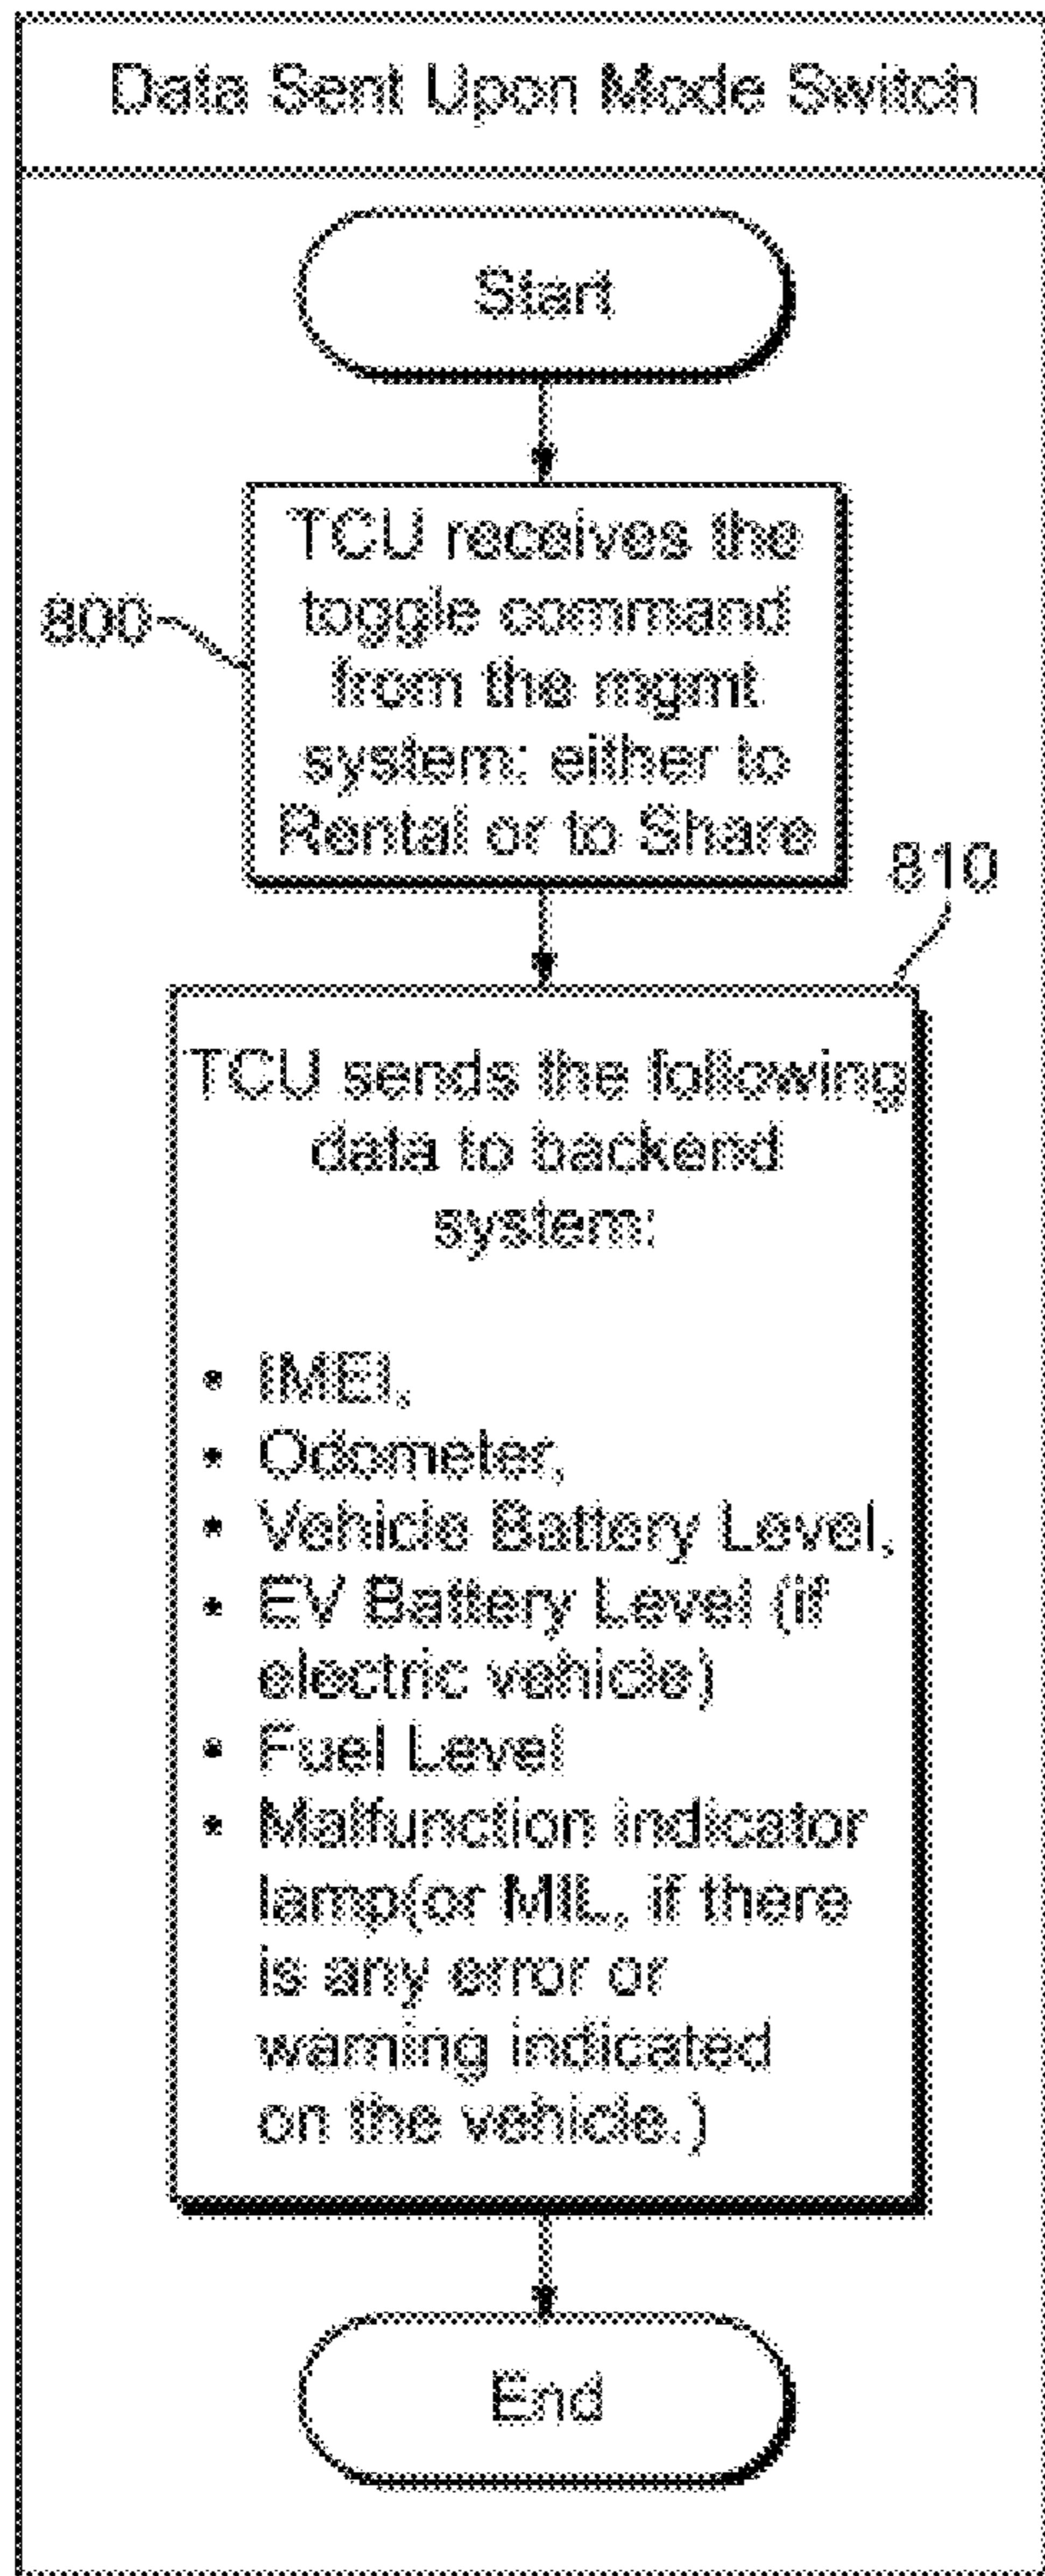 Data Sent Upon Mode Switch
Start
TCU receives the
toggle command
from the mgmt
system: either to
Rental or to Share
800
810
TCU sends the following
data to backend
system:
• IMEI,
• Odometer,
• Vehicle Battery Level,
• EV Battery Level (if
electric vehicle)
• Fuel Level
• Malfunction indicator
lamp(or MIL, if there
is any error or
warning indicated
on the vehicle.)
End